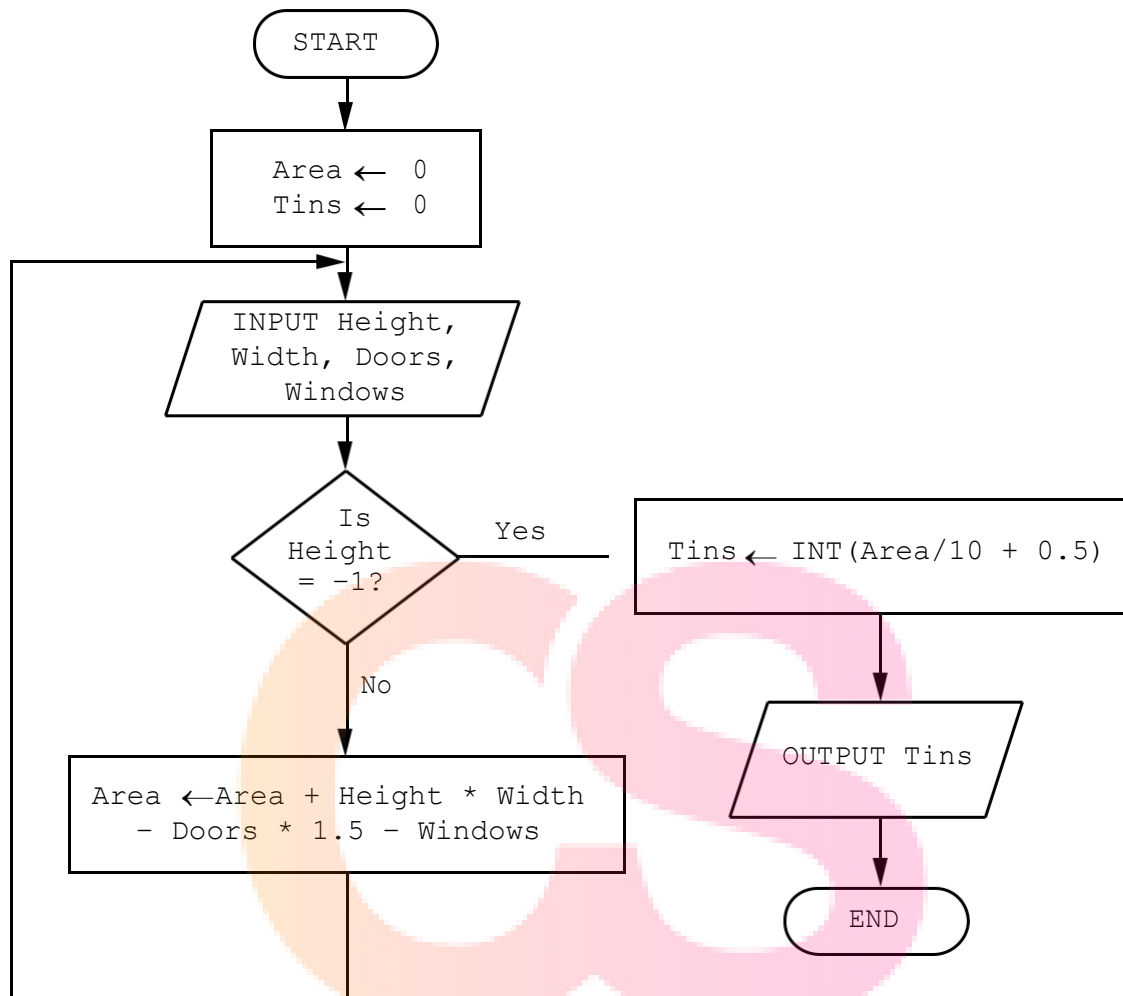 START
Area ← 0
Tins ← 0
INPUT Height,
Width, Doors,
Windows
Is
Height
= –1?
Yes
No
Area ←Area + Height * Width
– Doors * 1.5 – Windows
Tins ← INT(Area/10 + 0.5)
OUTPUT Tins
END
CS